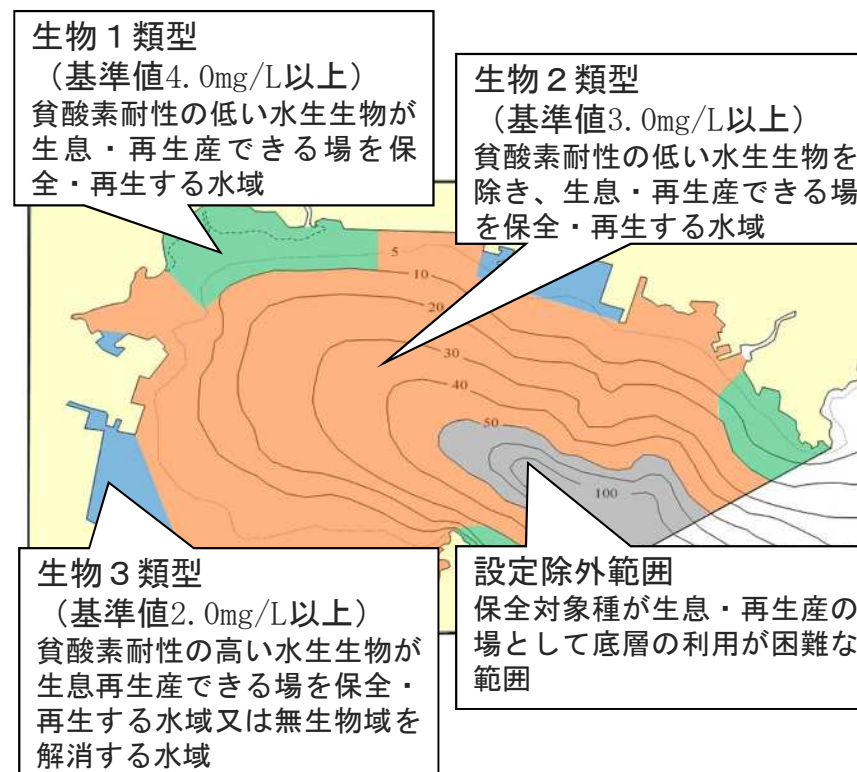 生物１類型
（基準値4.0mg/L以上）
貧酸素耐性の低い水生生物が
生息・再生産できる場を保
全・再生する水域
生物２類型
（基準値3.0mg/L以上）
貧酸素耐性の低い水生生物を
除き、生息・再生産できる場
を保全・再生する水域
5
10
20
30
40
50
100
生物３類型
（基準値2.0mg/L以上）
貧酸素耐性の高い水生生物が
生息再生産できる場を保全・
再生する水域又は無生物域を
解消する水域
設定除外範囲
保全対象種が生息・再生産の
場として底層の利用が困難な
範囲